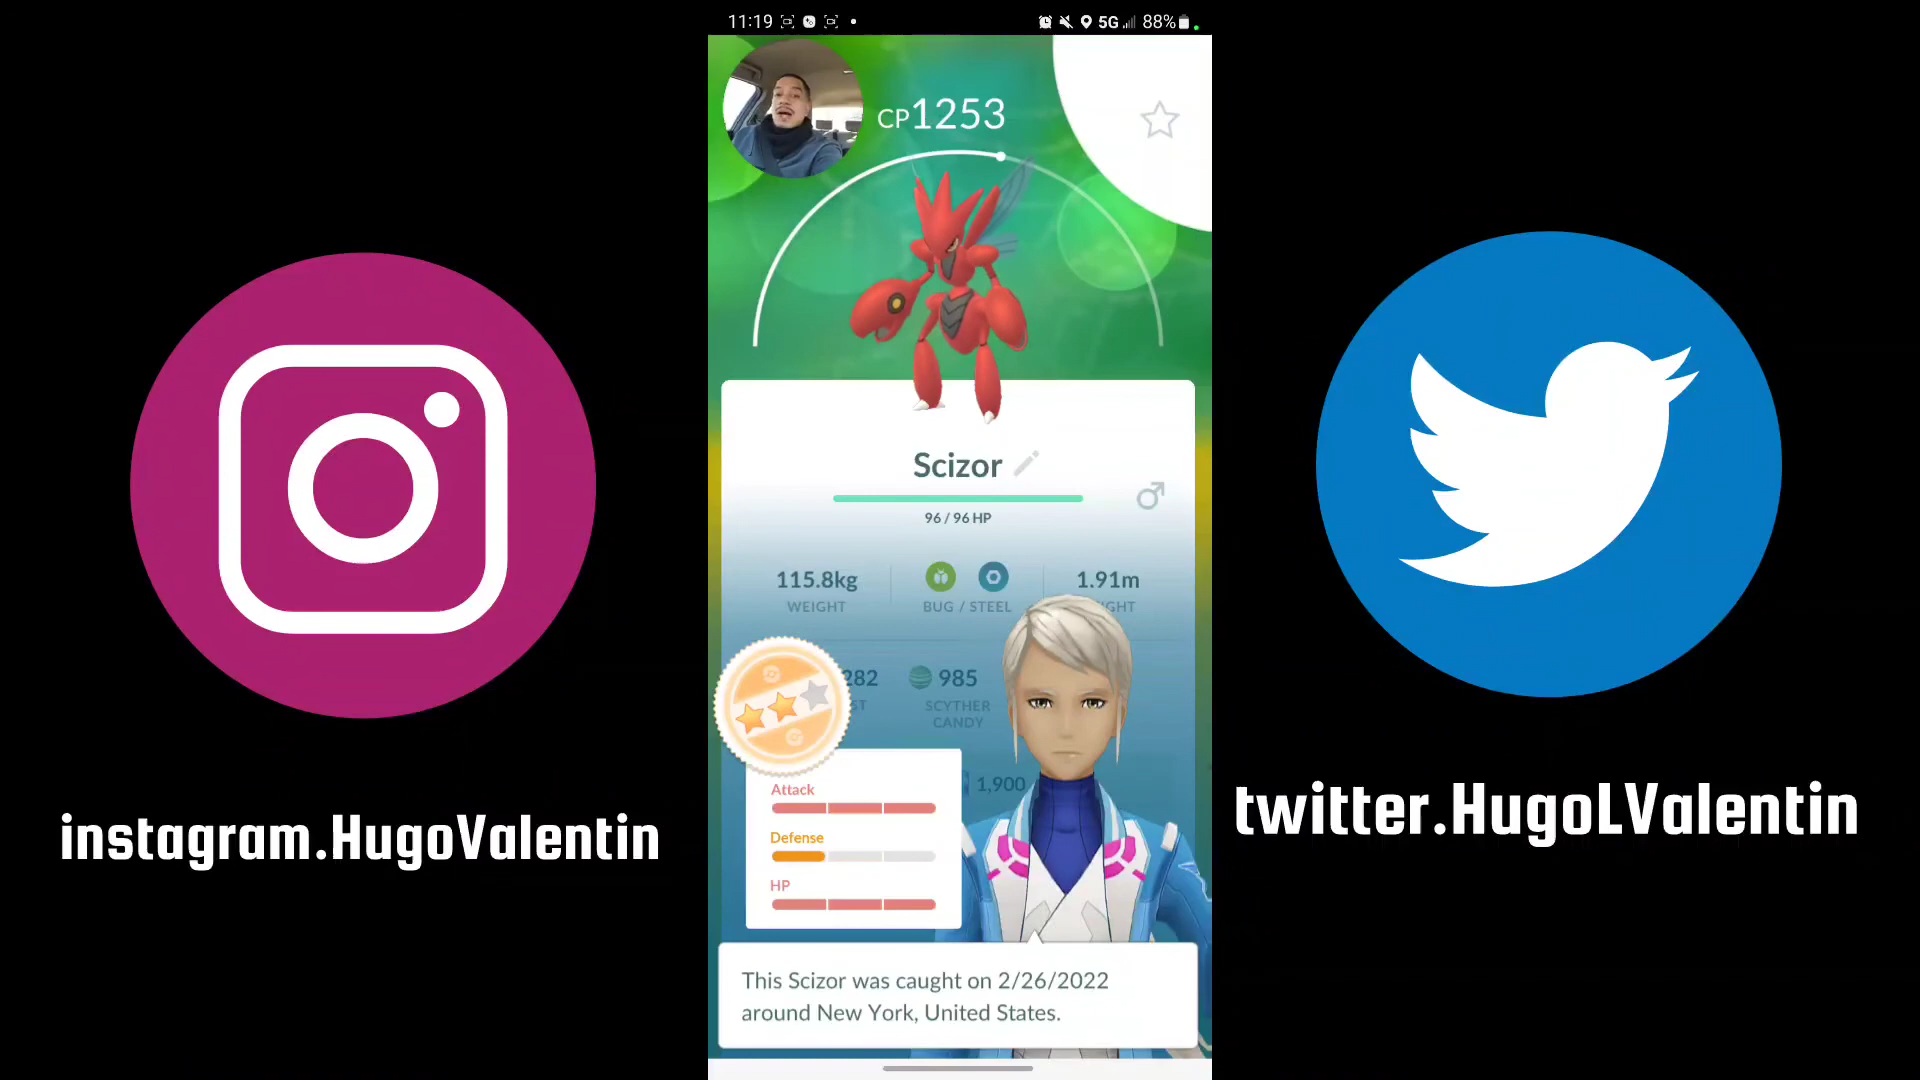 11:19 5G 88%
CP1253
Scizor
96 / 96 HP
115.8kg 1.91m
WEIGHT BUG / STEEL
282 985
SCYTHER
CANDY
1,900
Attack
Defense
HP
This Scizor was caught on 2/26/2022
around New York, United States.
instagram.HugoValentin
twitter.HugoLValentin